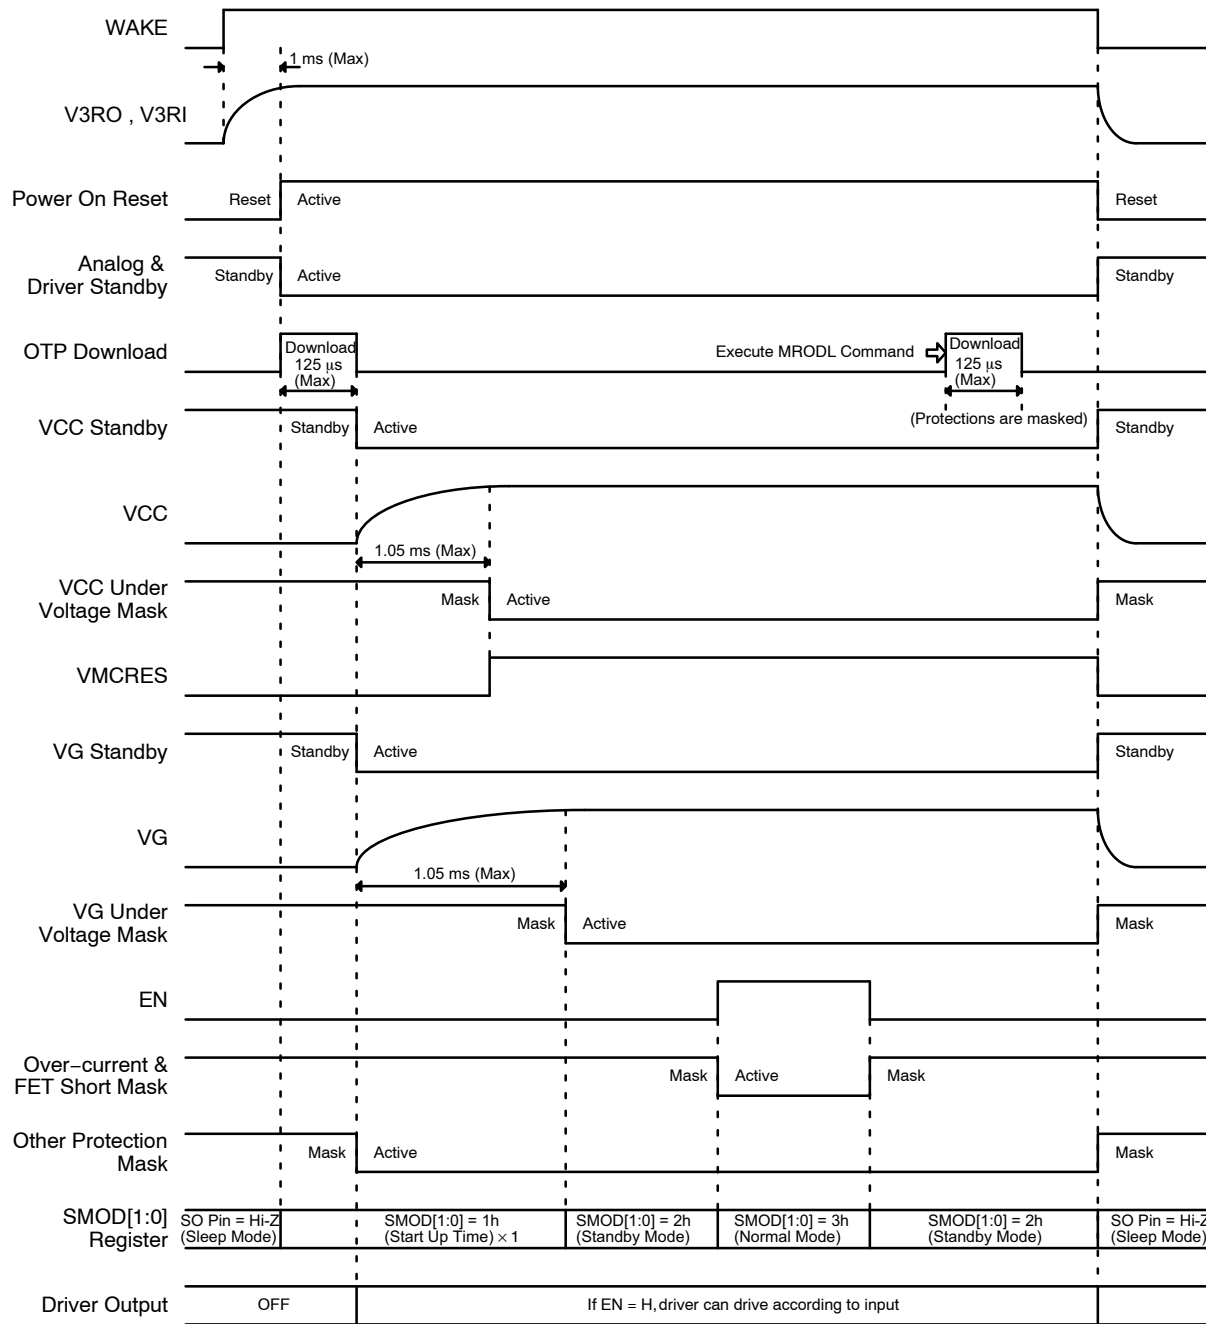 WAKE
1 ms (Max)
V3RO , V3RI
Power On Reset
Reset
Active
Reset
Analog &
Driver Standby
Standby
Active
Standby
OTP Download
Download
125 μs
(Max)
Execute MRODL Command
Download
125 μs
(Max)
(Protections are masked)
VCC Standby
Standby
Active
Standby
VCC
1.05 ms (Max)
VCC Under
Voltage Mask
Mask
Active
Mask
VMCRES
VG Standby
Standby
Active
Standby
VG
1.05 ms (Max)
VG Under
Voltage Mask
Mask
Active
Mask
EN
Over−current &
FET Short Mask
Mask
Active
Mask
Other Protection
Mask
Mask
Active
Mask
SMOD[1:0]
Register
SO Pin = Hi-Z
(Sleep Mode)
SMOD[1:0] = 1h
(Start Up Time) × 1
SMOD[1:0] = 2h
(Standby Mode)
SMOD[1:0] = 3h
(Normal Mode)
SMOD[1:0] = 2h
(Standby Mode)
SO Pin = Hi-Z
(Sleep Mode)
Driver Output
OFF
If EN = H, driver can drive according to input